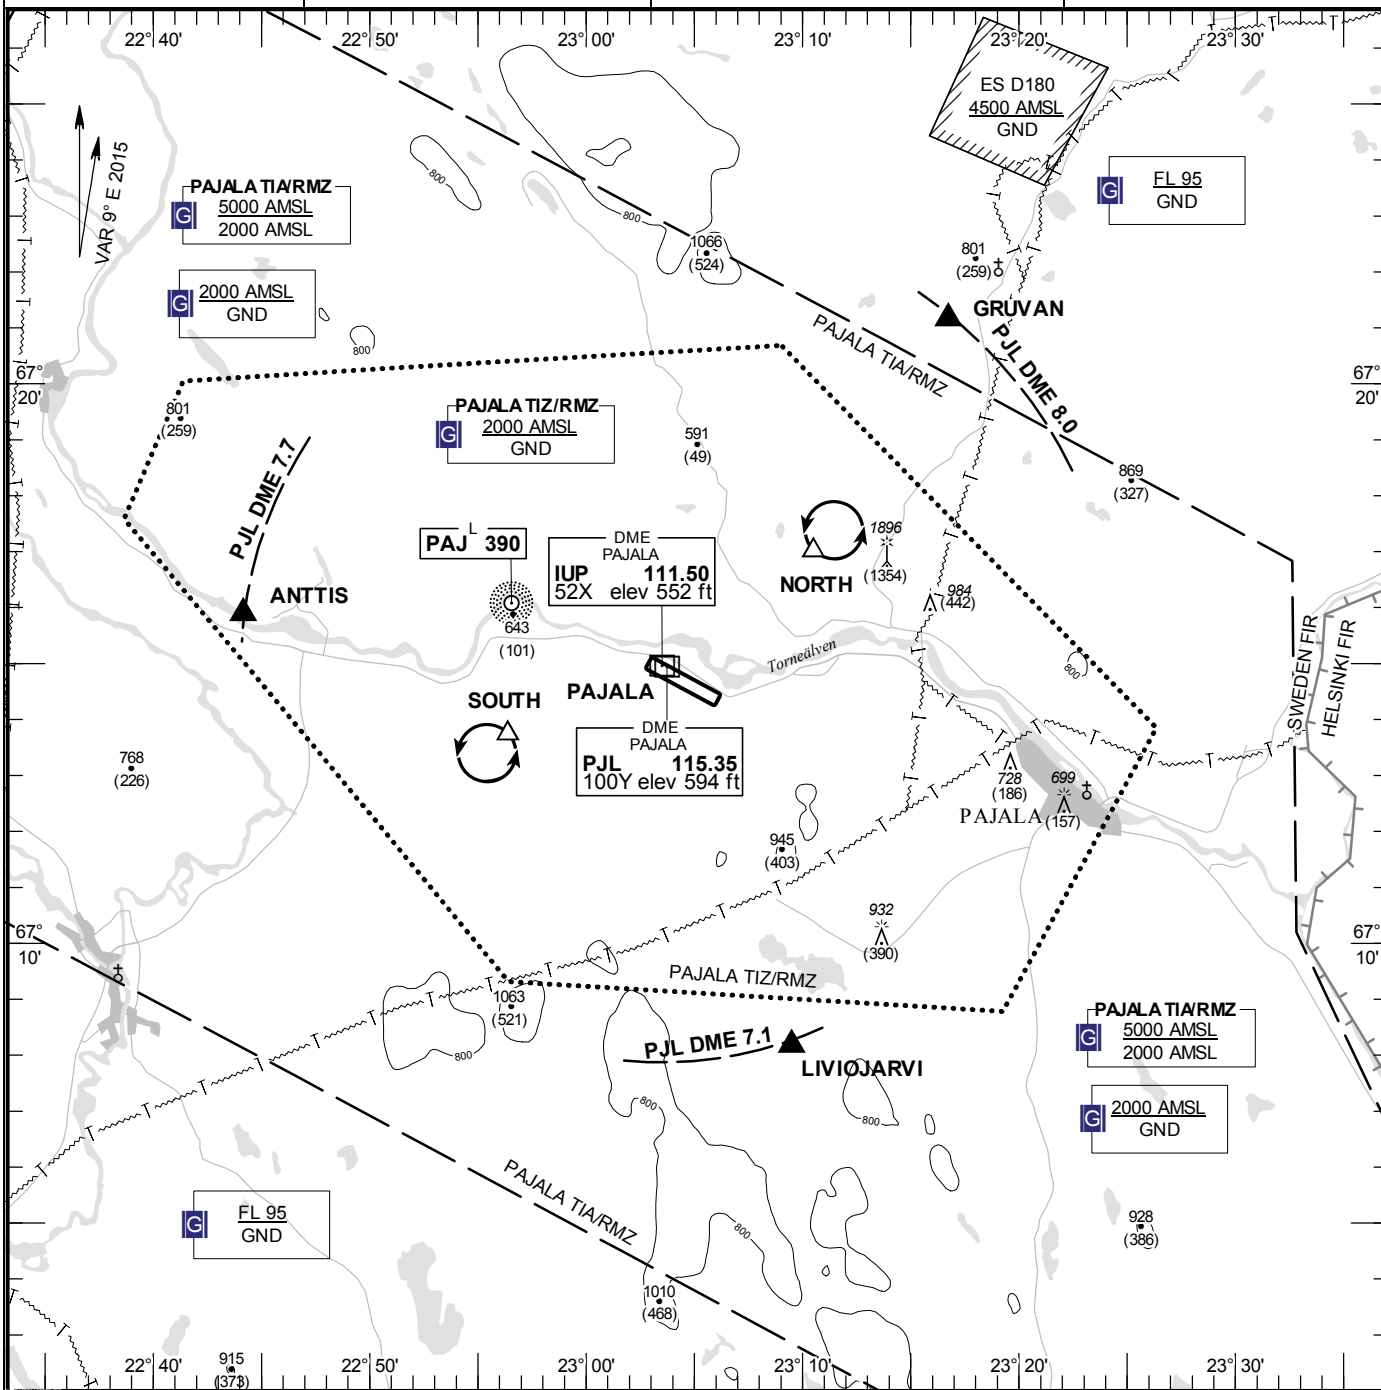 22° 40'
22° 50'
23° 00'
23° 10'
23° 20'
23° 30'
ES D180
4500 AMSL
GND
VAR 9° E 2015
PAJALA TIA/RMZ
5000 AMSL
2000 AMSL
G
FL 95
GND
G
800
800
1066
(524)
801
(259)
2000 AMSL
GND
G
GRUVAN
PAJALA TIA/RMZ
PJL DME 8.0
800
67°
20'
67°
20'
801
(259)
PAJALA TIZ/RMZ
2000 AMSL
GND
G
591
(49)
869
(327)
PJL DME 7.7
L
PAJ 390
DME
PAJALA
IUP 111.50
52X elev 552 ft
NORTH
1896
(1354)
984
(442)
ANTTIS
643
(101)
SWEDEN FIR
HELSINKI FIR
Torneälven
800
SOUTH
PAJALA
DME
PAJALA
PJL 115.35
100Y elev 594 ft
768
(226)
728
(186)
699
(157)
PAJALA
945
(403)
932
(390)
67°
10'
67°
10'
PAJALA TIZ/RMZ
1063
(521)
800
PJL DME 7.1
LIVIOJARVI
PAJALA TIA/RMZ
5000 AMSL
2000 AMSL
G
2000 AMSL
GND
G
800
800
PAJALA TIA/RMZ
FL 95
GND
G
800
928
(386)
1010
(468)
915
(373)
22° 40'
22° 50'
23° 00'
23° 10'
23° 20'
23° 30'